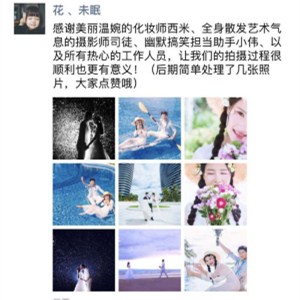 花、未眠
感谢美丽温婉的化妆师西米、全身散发艺术气
息的摄影师司徒、幽默搞笑担当助手小伟、以
及所有热心的工作人员，让我们的拍摄过程很
顺利也更有意义！（后期简单处理了几张照
片，大家点赞哦）